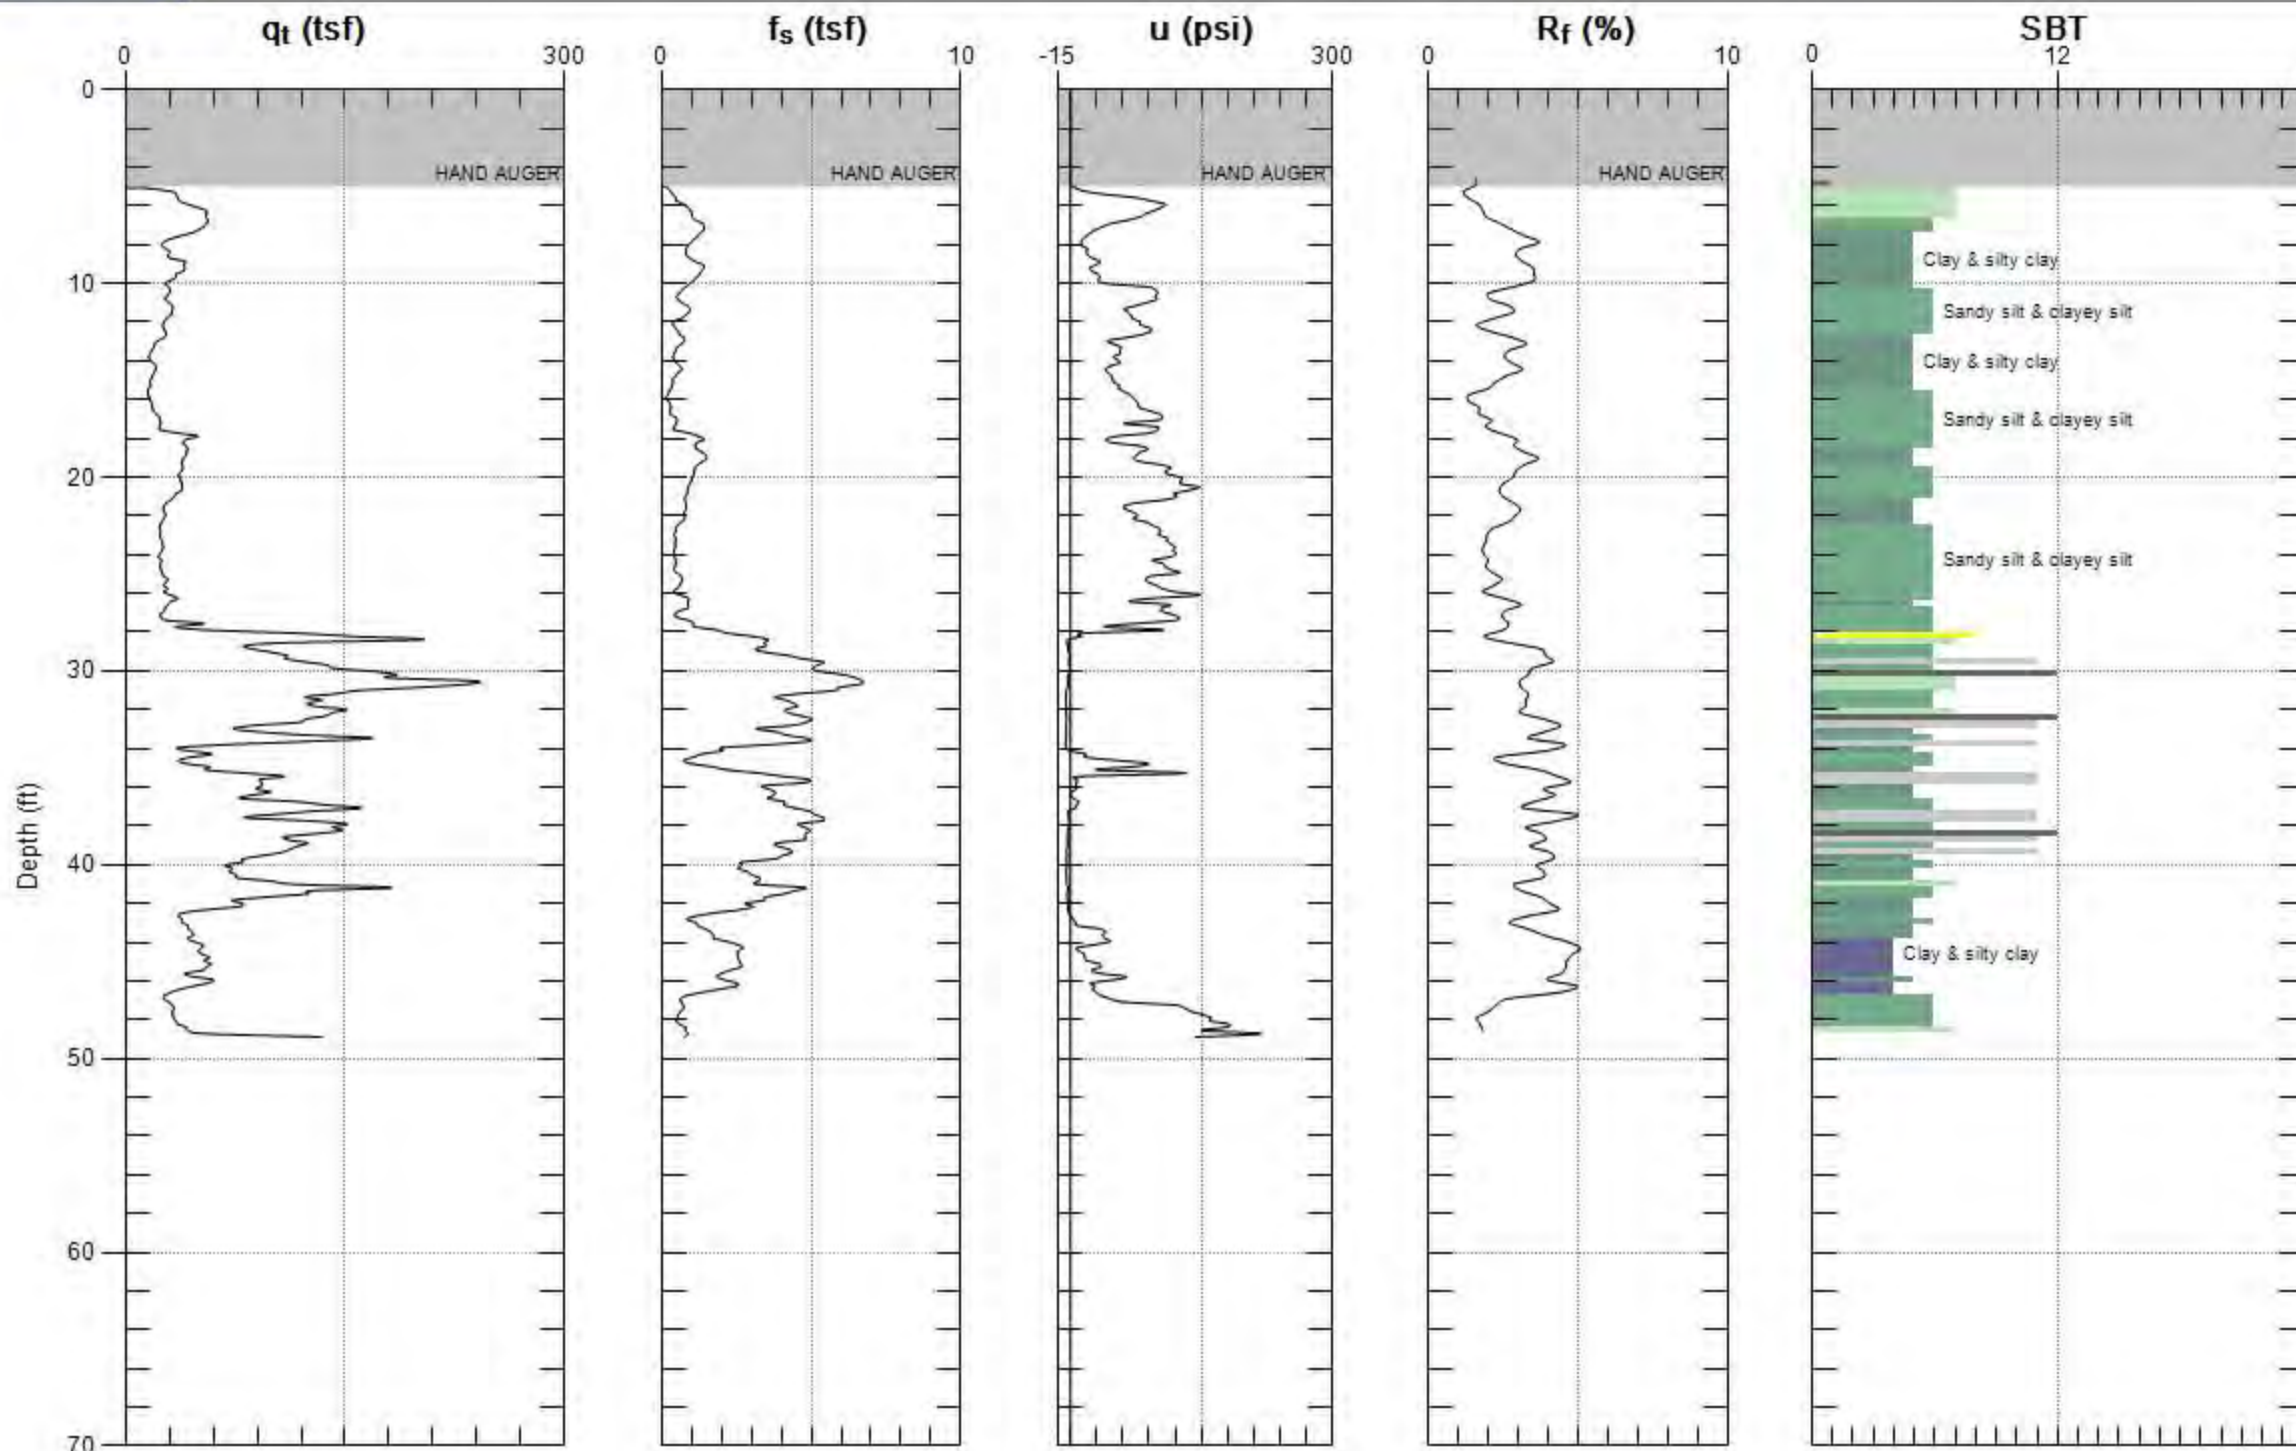 qt (tsf) fs (tsf) u (psi) Rf (%) SBT
0 300 0 10 -15 300 0 10 0 12
0
HAND AUGER HAND AUGER HAND AUGER HAND AUGER
Clay & silty clay
10
Sandy silt & clayey silt
Clay & silty clay
Sandy silt & clayey silt
20
Sandy silt & clayey silt
30
Depth (ft)
40
Clay & silty clay
50
60
70